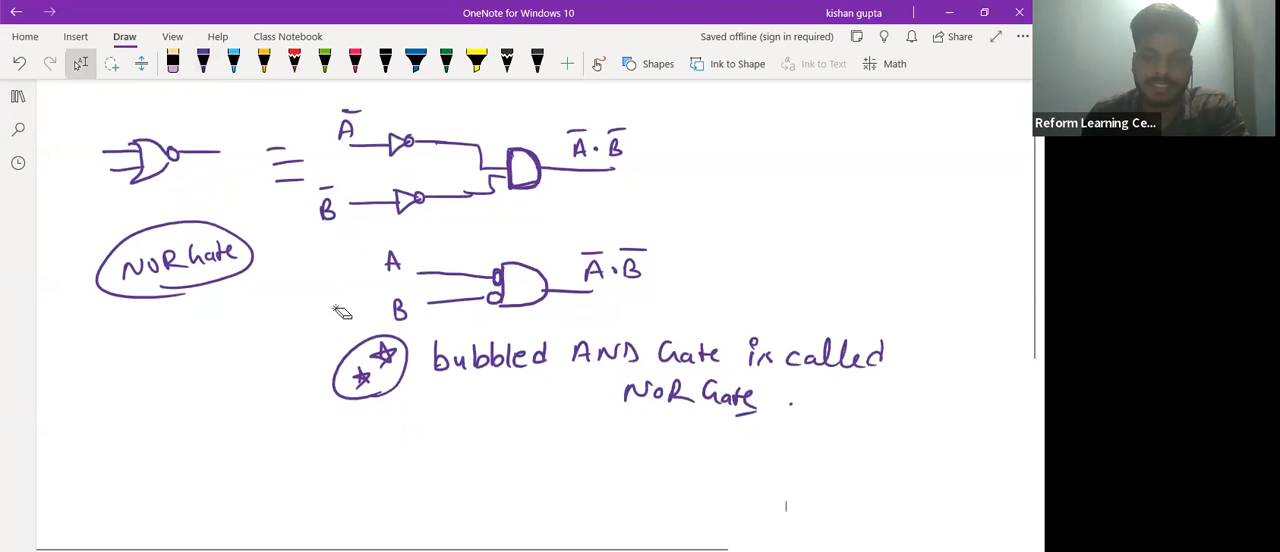 OneNote for Windows 10
kishan gupta
Home Insert Draw View Help Class Notebook
Saved offline (sign in required)
Share
Shapes
Ink to Shape
Ink to Text
Math
Reform Learning Ce...
A̅
A̅ . B̅
B̅
NOR Gate
A
A̅ . B̅
B
bubbled AND Gate is called
NOR Gate .